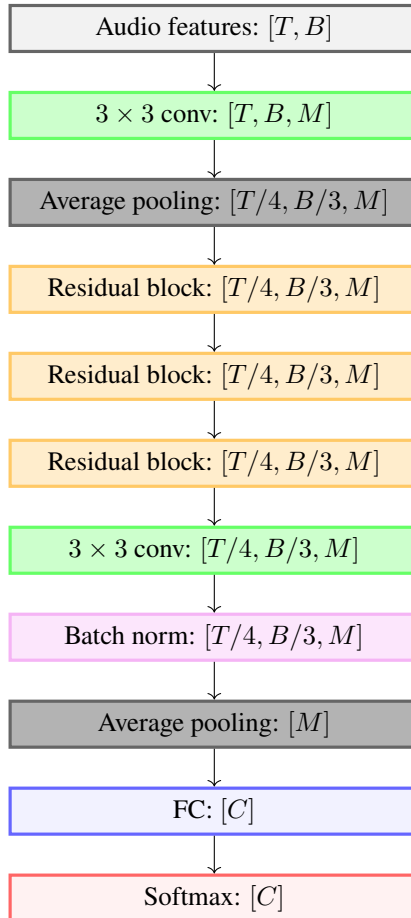 Audio features: [T, B]
3 × 3 conv: [T, B, M]
Average pooling: [T/4, B/3, M]
Residual block: [T/4, B/3, M]
Residual block: [T/4, B/3, M]
Residual block: [T/4, B/3, M]
3 × 3 conv: [T/4, B/3, M]
Batch norm: [T/4, B/3, M]
Average pooling: [M]
FC: [C]
Softmax: [C]